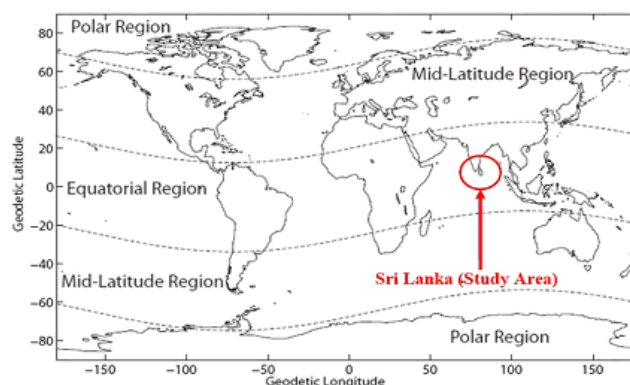 80
60
40
20
0
−20
−40
−60
−80
Geodetic Latitude
Polar Region
Mid-Latitude Region
Equatorial Region
Mid-Latitude Region
Sri Lanka (Study Area)
Polar Region
−150
−100
−50
0
50
100
150
Geodetic Longitude